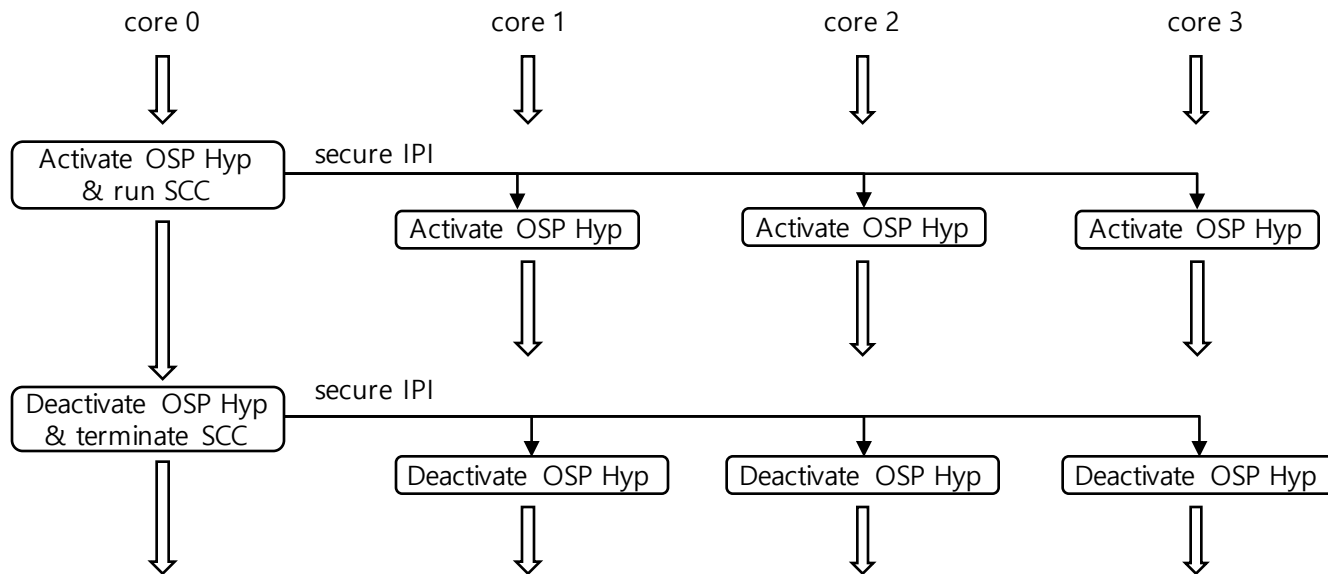 core 0
core 1
core 2
core 3
Activate OSP Hyp
& run SCC
secure IPI
Activate OSP Hyp
Activate OSP Hyp
Activate OSP Hyp
Deactivate OSP Hyp
& terminate SCC
secure IPI
Deactivate OSP Hyp
Deactivate OSP Hyp
Deactivate OSP Hyp